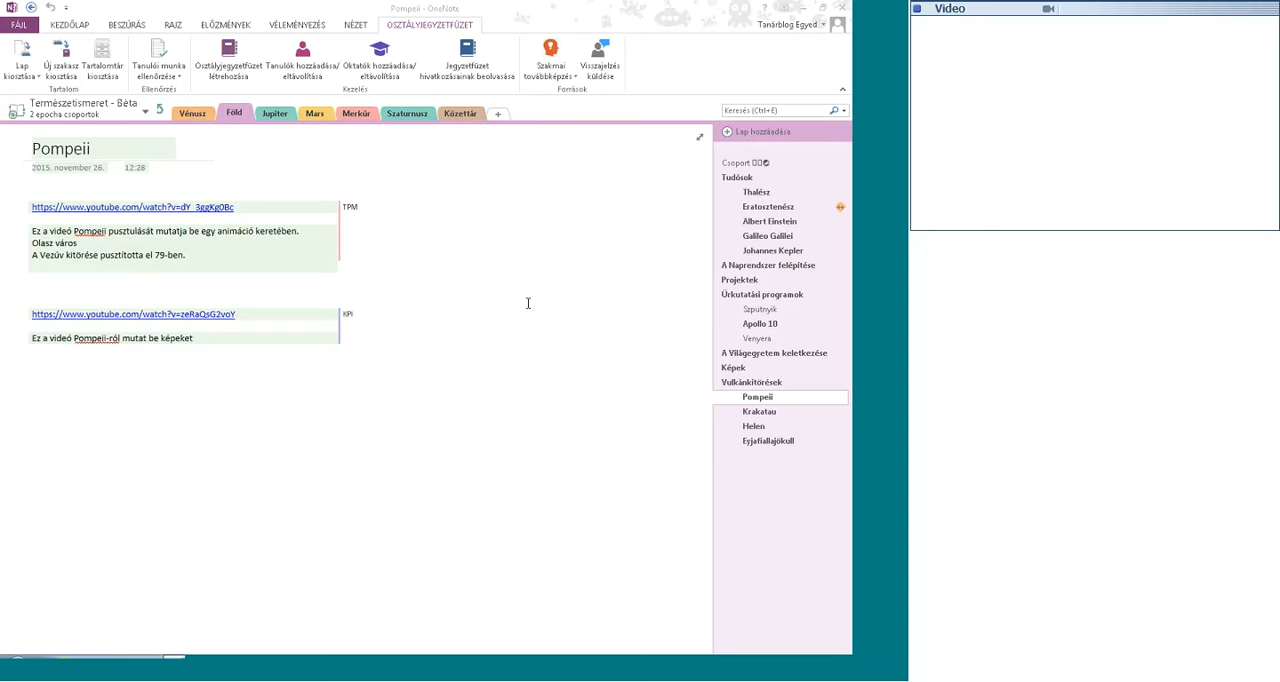 Pompeii - OneNote
Video
FÁJL KEZDŐLAP BESZÚRÁS RAJZ ELŐZMÉNYEK VÉLEMÉNYEZÉS NÉZET OSZTÁLYJEGYZETFÜZET
Tanárblog Egyed
Lap kiosztása
Új szakasz kiosztása
Tartalomtár kiosztása
Tanulói munka ellenőrzése
Osztályjegyzetfüzet létrehozása
Tanulók hozzáadása/ eltávolítása
Oktatók hozzáadása/ eltávolítása
Jegyzetfüzet hivatkozásainak beolvasása
Szakmai továbbképzés
Visszajelzés küldése
Tartalom Ellenőrzés Kezelés Források
Természetismeret - Béta
2 epocha csoportok
Vénusz Föld Jupiter Mars Merkúr Szaturnusz Közettár
Keresés (Ctrl+E)
Lap hozzáadása
Pompeii
2015. november 26. 12:28
https://www.youtube.com/watch?v=dY_3ggKg0Bc TPM
Ez a videó Pompeii pusztulását mutatja be egy animáció keretében.
Olasz város
A Vezúv kitörése pusztította el 79-ben.
https://www.youtube.com/watch?v=zeRaQsG2voY KPI
Ez a videó Pompeii-ról mutat be képeket
Csoport
Tudósok
Thalész
Eratosztenész
Albert Einstein
Galileo Galilei
Johannes Kepler
A Naprendszer felépítése
Projektek
Űrkutatási programok
Szputnyik
Apollo 10
Venyera
A Világegyetem keletkezése
Képek
Vulkánkitörések
Pompeii
Krakatau
Helen
Eyjafiallajökull